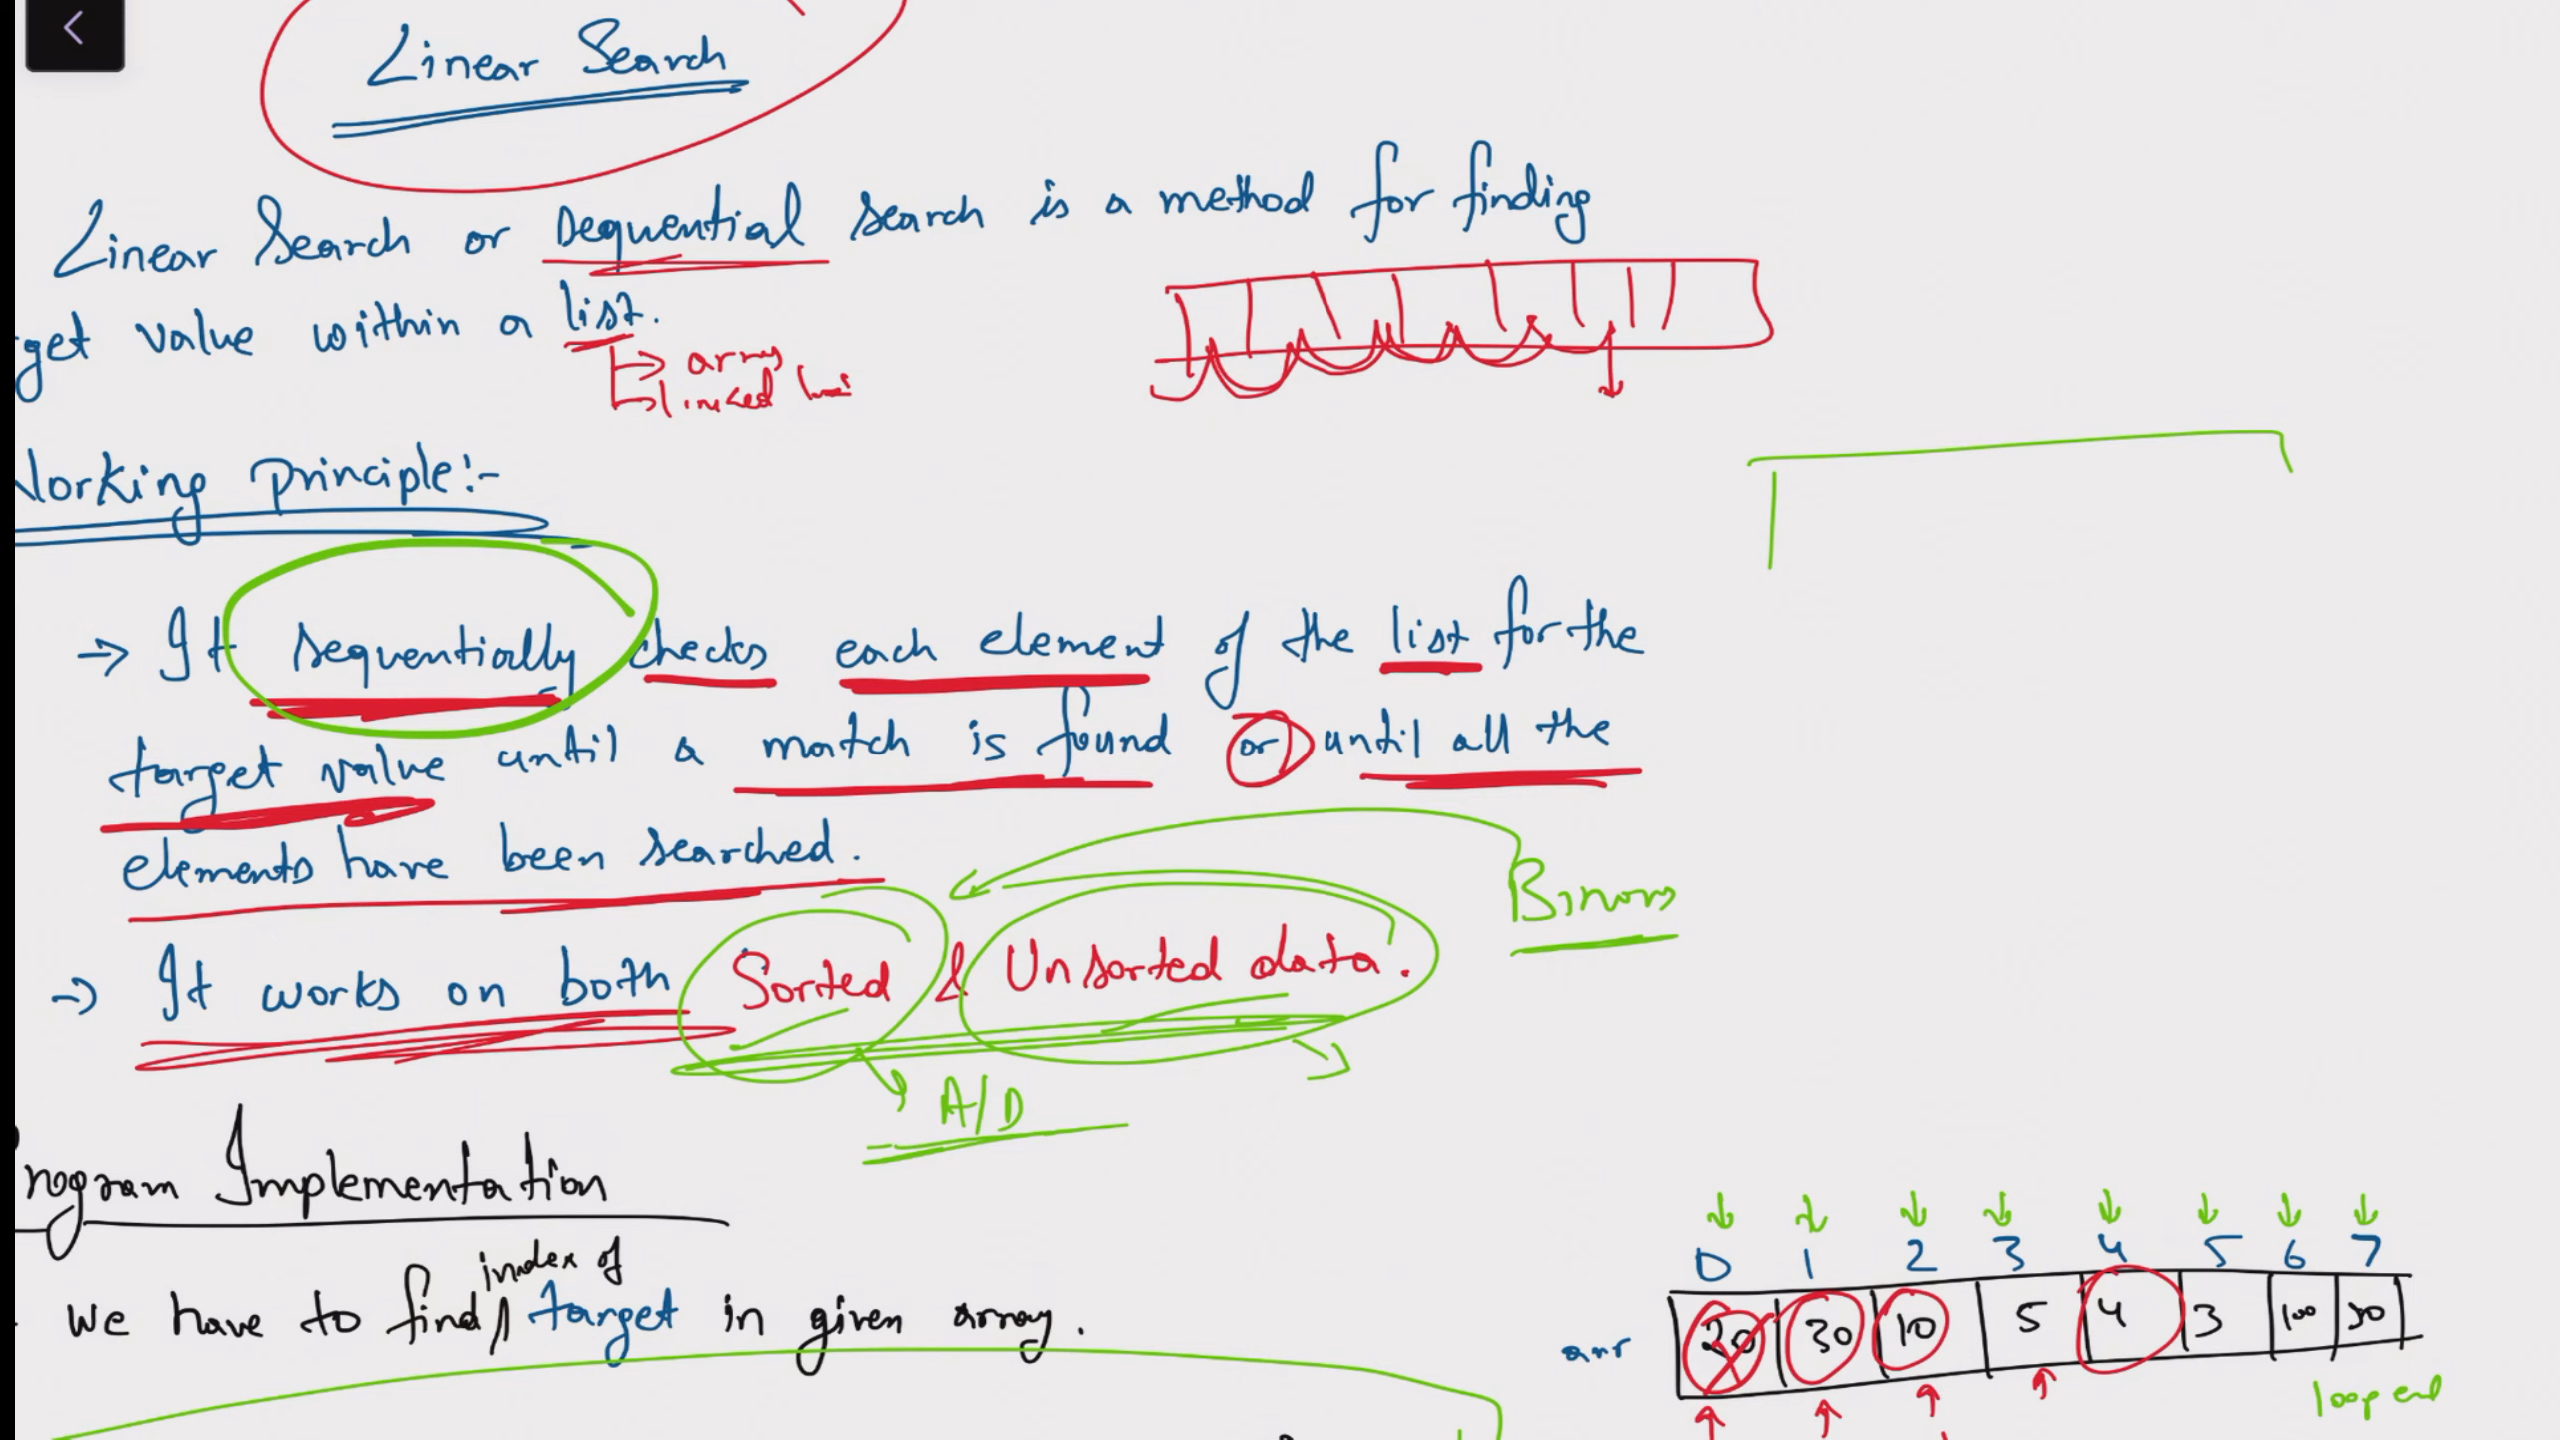 Linear Search
Linear Search or Sequential search is a method for finding
get value within a list.
array
linked
Working principle:-
→ It sequentially checks each element of the list for the
target value until a match is found or until all the
elements have been searched.
Binary
→ It works on both Sorted & Unsorted data.
A/D
Program Implementation
index of
We have to find target in given array.
0 1 2 3 4 5 6 7
arr 20 30 10 5 4 3 100
loop end